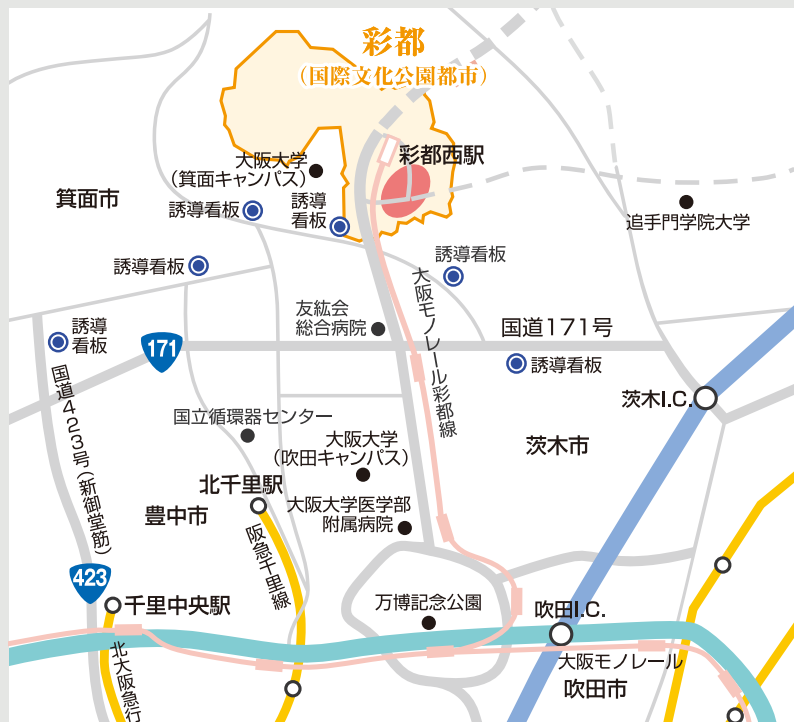 彩都
（国際文化公園都市）
大阪大学
（箕面キャンパス）
彩都西駅
箕面市
誘導看板
誘導
看板
追手門学院大学
誘導看板
誘導看板
誘導
看板
友紘会
総合病院
大阪モノレール彩都線
国道171号
171
誘導看板
国道423号（新御堂筋）
茨木I.C.
国立循環器センター
大阪大学
（吹田キャンパス）
茨木市
北千里駅
豊中市
大阪大学医学部
附属病院
阪急千里線
423
千里中央駅
万博記念公園
吹田I.C.
北大阪急行
大阪モノレール
吹田市